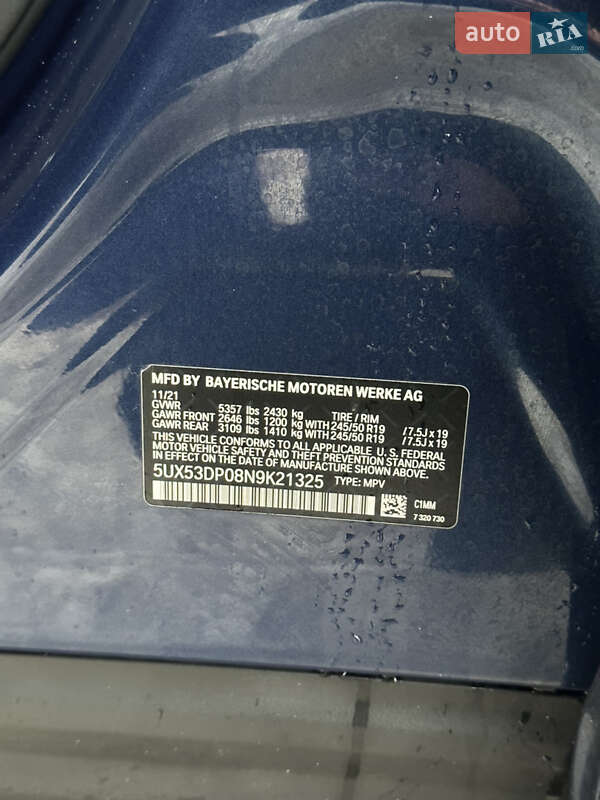 auto RIA.com
MFD BY BAYERISCHE MOTOREN WERKE AG
11/21
GVWR 5357 lbs 2430 kg TIRE / RIM
GAWR FRONT 2646 lbs 1200 kg WITH 245/50 R19 /7.5J x 19
GAWR REAR 3109 lbs 1410 kg WITH 245/50 R19 /7.5J x 19
THIS VEHICLE CONFORMS TO ALL APPLICABLE U. S. FEDERAL
MOTOR VEHICLE SAFETY, BUMPER, AND THEFT PREVENTION
STANDARDS IN EFFECT ON THE DATE OF MANUFACTURE SHOWN ABOVE.
5UX53DP08N9K21325 TYPE: MPV
C1MM
7 320 730